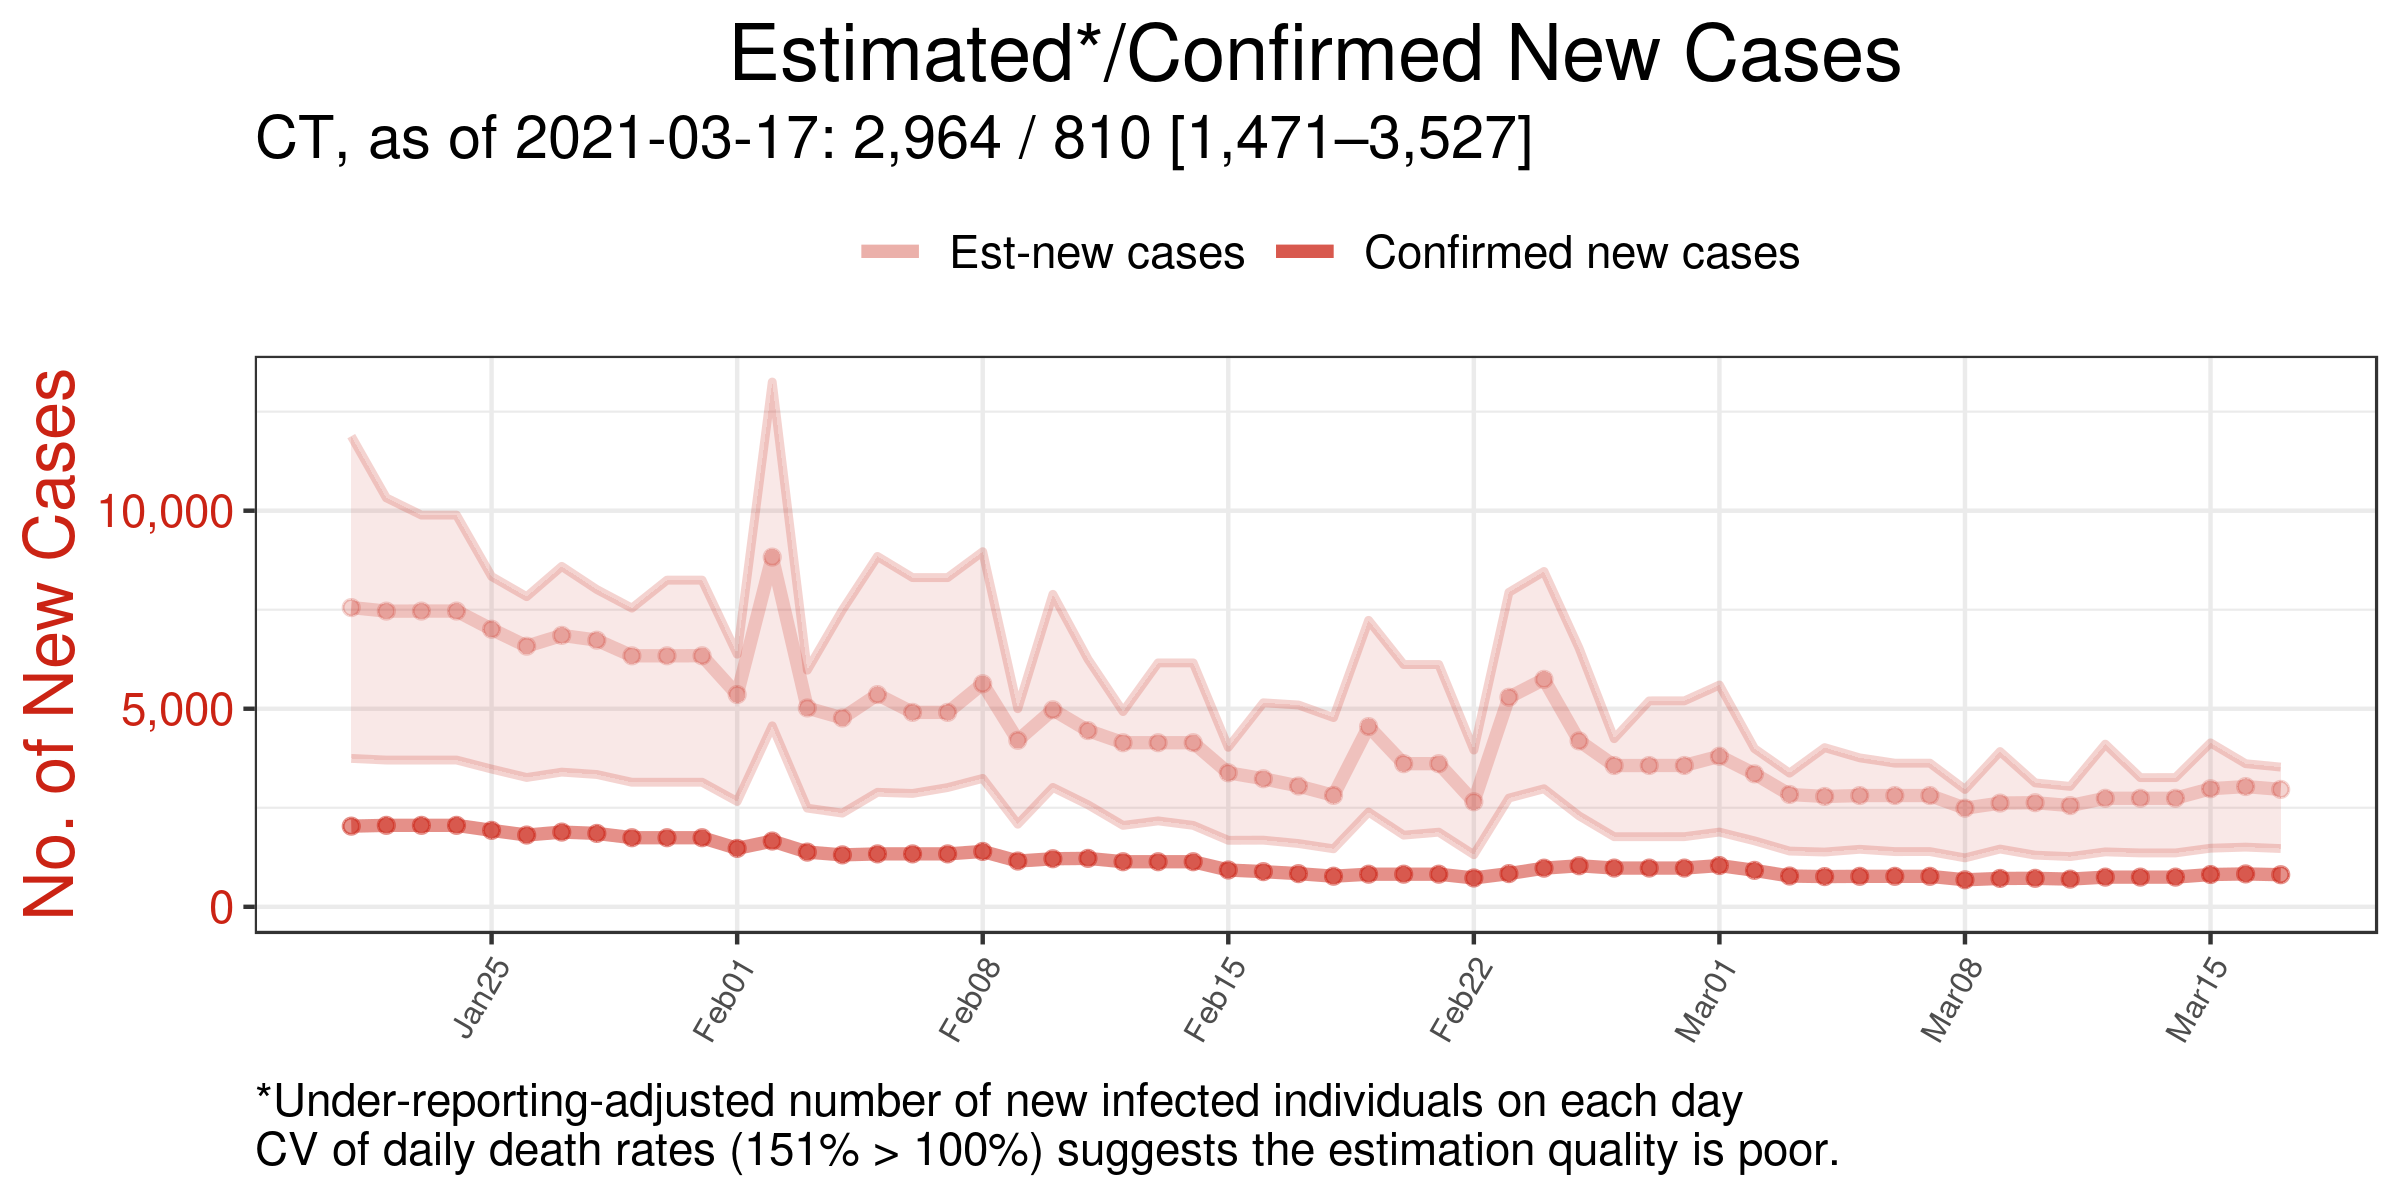 Estimated*/Confirmed New Cases
CT, as of 2021-03-17: 2,964 / 810 [1,471–3,527]
Est-new cases
Confirmed new cases
No. of New Cases
10,000
5,000
0
Jan25
Feb01
Feb08
Feb15
Feb22
Mar01
Mar08
Mar15
*Under-reporting-adjusted number of new infected individuals on each day
CV of daily death rates (151% > 100%) suggests the estimation quality is poor.